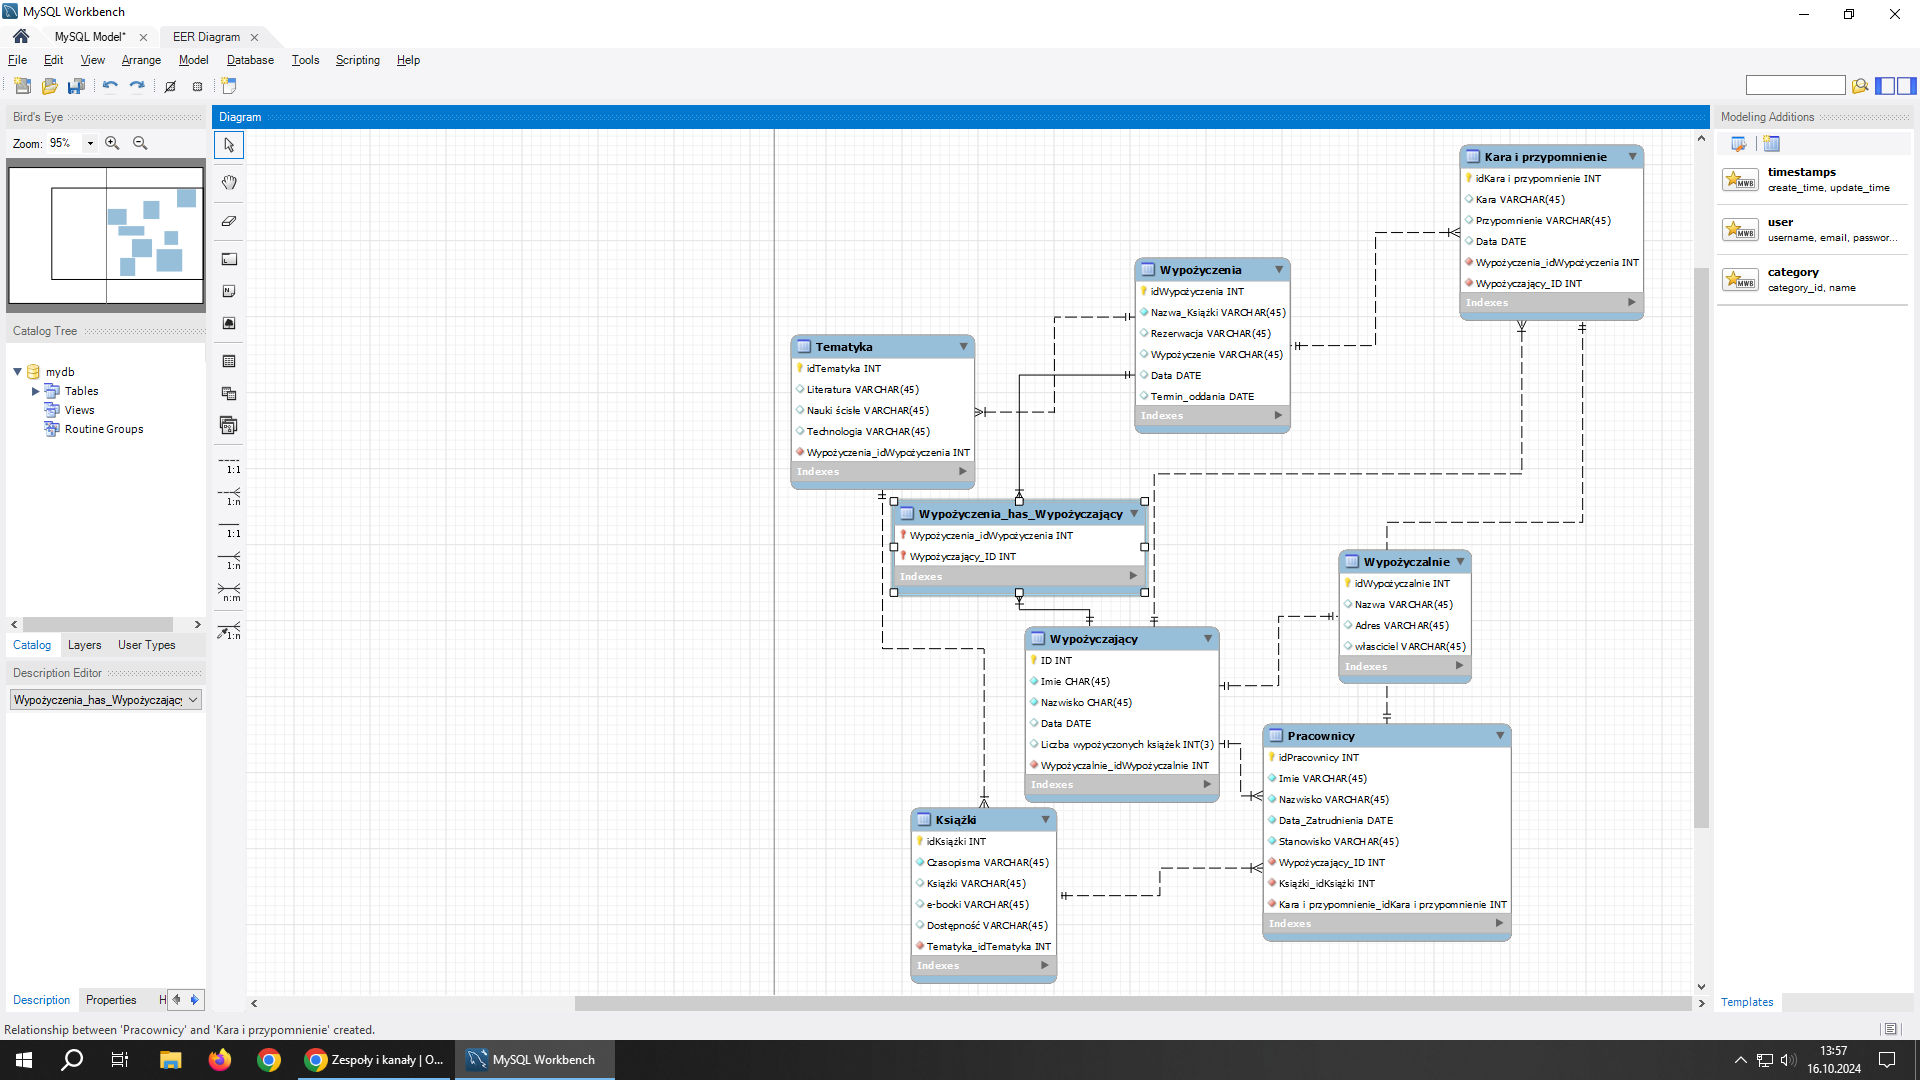 MySQL Workbench
MySQL Model*
EER Diagram
File Edit View Arrange Model Database Tools Scripting Help
Bird's Eye
Zoom: 95%
Catalog Tree
mydb
Tables
Views
Routine Groups
Catalog Layers User Types
Description Editor
Wypożyczenia_has_Wypożyczając
Description Properties H
Diagram
1:1
1:n
1:1
1:n
n:m
1:n
Kara i przypomnienie
idKara i przypomnienie INT
Kara VARCHAR(45)
Przypomnienie VARCHAR(45)
Data DATE
Wypożyczenia_idWypożyczenia INT
Wypożyczający_ID INT
Indexes
Wypożyczenia
idWypożyczenia INT
Nazwa_Książki VARCHAR(45)
Rezerwacja VARCHAR(45)
Wypożyczenie VARCHAR(45)
Data DATE
Termin_oddania DATE
Indexes
Tematyka
idTematyka INT
Literatura VARCHAR(45)
Nauki ścisłe VARCHAR(45)
Technologia VARCHAR(45)
Wypożyczenia_idWypożyczenia INT
Indexes
Wypożyczenia_has_Wypożyczający
Wypożyczenia_idWypożyczenia INT
Wypożyczający_ID INT
Indexes
Wypożyczalnie
idWypożyczalnie INT
Nazwa VARCHAR(45)
Adres VARCHAR(45)
własciciel VARCHAR(45)
Indexes
Wypożyczający
ID INT
Imie CHAR(45)
Nazwisko CHAR(45)
Data DATE
Liczba wypożyczonych książek INT(3)
Wypożyczalnie_idWypożyczalnie INT
Indexes
Pracownicy
idPracownicy INT
Imie VARCHAR(45)
Nazwisko VARCHAR(45)
Data_Zatrudnienia DATE
Stanowisko VARCHAR(45)
Wypożyczający_ID INT
Książki_idKsiążki INT
Kara i przypomnienie_idKara i przypomnienie INT
Indexes
Książki
idKsiążki INT
Czasopisma VARCHAR(45)
Książki VARCHAR(45)
e-booki VARCHAR(45)
Dostępność VARCHAR(45)
Tematyka_idTematyka INT
Indexes
Modeling Additions
MWB
timestamps
create_time, update_time
MWB
user
username, email, passwor...
MWB
category
category_id, name
Templates
Relationship between 'Pracownicy' and 'Kara i przypomnienie' created.
Zespoły i kanały | O...
MySQL Workbench
13:57
16.10.2024